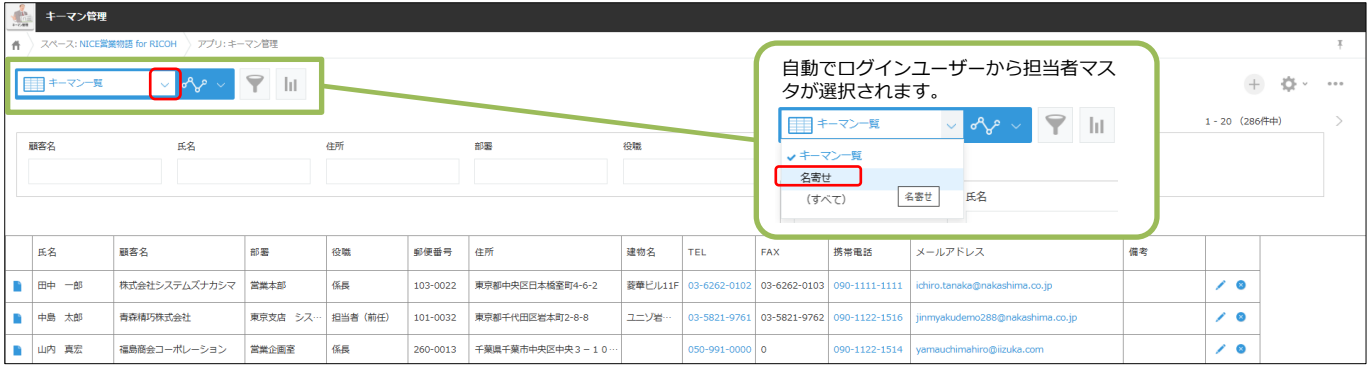 キーマン管理
スペース: NICE営業物語 for RICOH アプリ: キーマン管理
キーマン一覧
1 - 20 (286件中)
顧客名 氏名 住所 部署 役職
自動でログインユーザーから担当者マス
タが選択されます。
キーマン一覧
キーマン一覧
名寄せ
(すべて) 名寄せ 氏名
氏名 顧客名 部署 役職 郵便番号 住所 建物名 TEL FAX 携帯電話 メールアドレス 備考
田中 一郎 株式会社システムズナカシマ 営業本部 係長 103-0022 東京都中央区日本橋室町4-6-2 菱華ビル11F 03-6262-0102 03-6262-0103 090-1111-1111 ichiro.tanaka@nakashima.co.jp
中島 太郎 青森精巧株式会社 東京支店 シス… 担当者（前任） 101-0032 東京都千代田区岩本町2-8-8 ユニゾ岩… 03-5821-9761 03-5821-9762 090-1122-1516 jinmyakudemo288@nakashima.co.jp
山内 真宏 福島商会コーポレーション 営業企画室 係長 260-0013 千葉県千葉市中央区中央３－１０… 050-991-0000 0 090-1122-1514 yamauchimahiro@iizuka.com